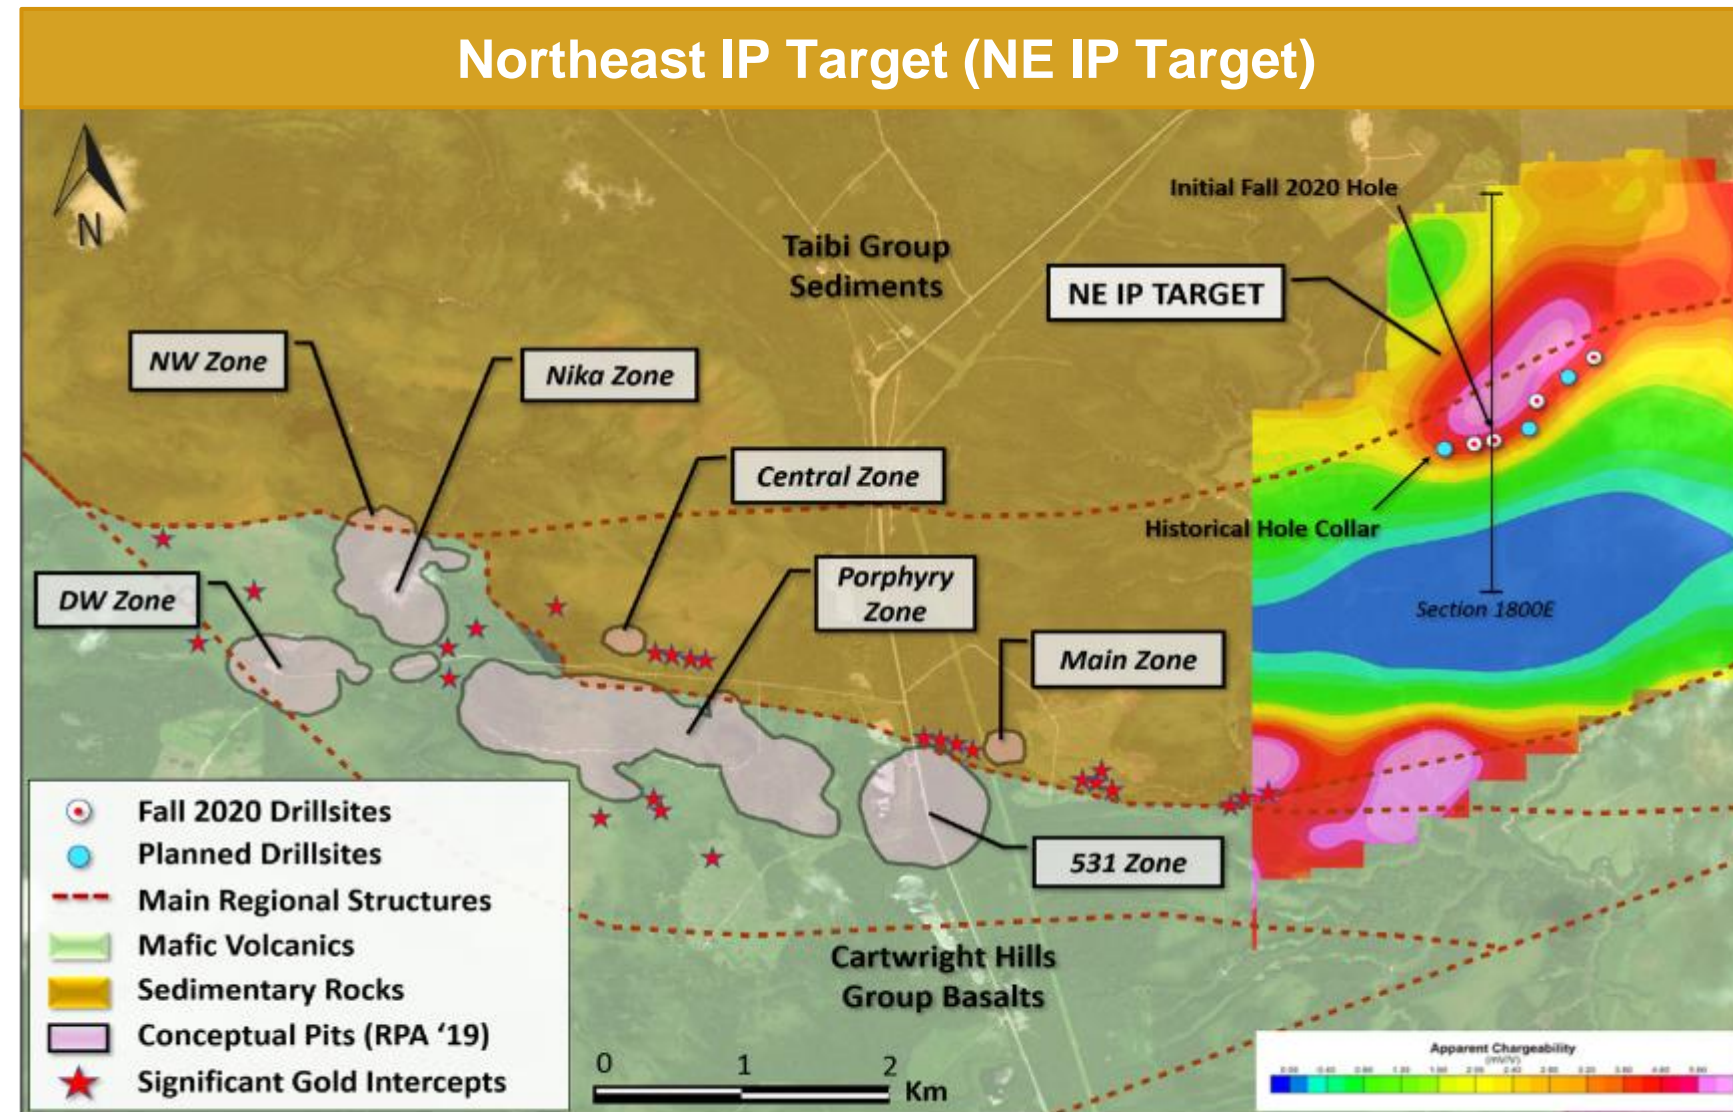 Northeast IP Target (NE IP Target)
N
Initial Fall 2020 Hole
Taibi Group
Sediments
NE IP TARGET
NW Zone
Nika Zone
Central Zone
Historical Hole Collar
DW Zone
Porphyry
Zone
Section 1800E
Main Zone
531 Zone
Cartwright Hills
Group Basalts
Fall 2020 Drillsites
Planned Drillsites
Main Regional Structures
Mafic Volcanics
Sedimentary Rocks
Conceptual Pits (RPA ‘19)
Significant Gold Intercepts
0 1 2
Km
Apparent Chargeability
(mV/V)